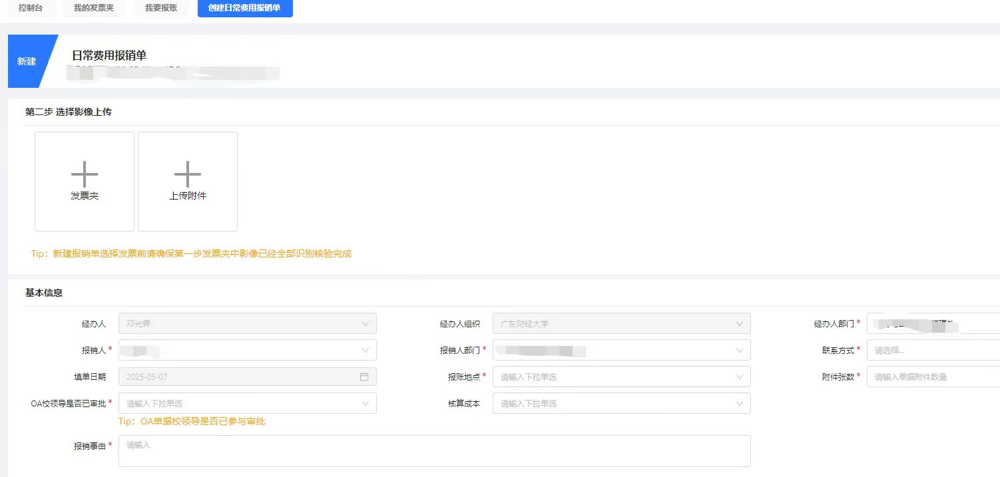 控制台 我的发票夹 我要报账 创建日常费用报销单
新建
日常费用报销单
第二步 选择影像上传
发票夹 上传附件
Tip：新建报销单选择发票前请确保第一步发票夹中影像已经全部识别核验完成
基本信息
经办人 邓光霁 经办人组织 广东财经大学 经办人部门 *
报销人 * 报销人部门 * 联系方式 * 请选择...
填单日期 2025-05-07 报账地点 * 请输入下拉单选 附件张数 * 请输入单据附件数量
OA校领导是否已审批 * 请输入下拉单选 核算成本 请输入下拉单选
Tip：OA单据校领导是否已参与审批
报销事由 * 请输入